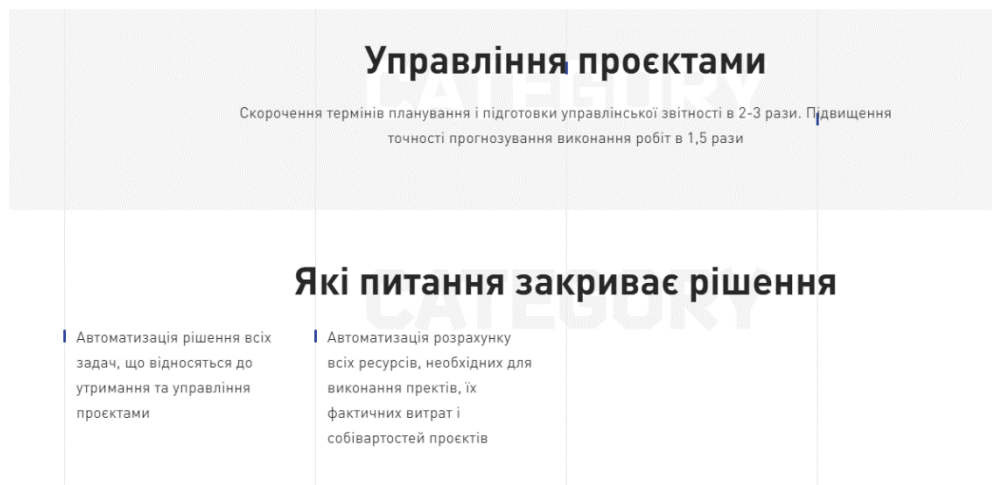 Управління проєктами
CATEGORY
Скорочення термінів планування і підготовки управлінської звітності в 2-3 рази. Підвищення
точності прогнозування виконання робіт в 1,5 рази
Які питання закриває рішення
CATEGORY
Автоматизація рішення всіх
задач, що відносяться до
утримання та управління
проєктами
Автоматизація розрахунку
всіх ресурсів, необхідних для
виконання пректів, їх
фактичних витрат і
собівартостей проєктів